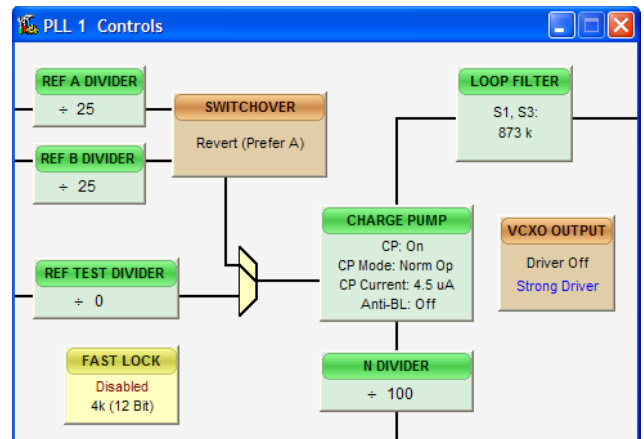 PLL 1 Controls
REF A DIVIDER
÷ 25
SWITCHOVER
Revert (Prefer A)
REF B DIVIDER
÷ 25
LOOP FILTER
S1, S3:
873 k
CHARGE PUMP
CP: On
CP Mode: Norm Op
CP Current: 4.5 uA
Anti-BL: Off
VCXO OUTPUT
Driver Off
Strong Driver
REF TEST DIVIDER
÷ 0
FAST LOCK
Disabled
4k (12 Bit)
N DIVIDER
÷ 100